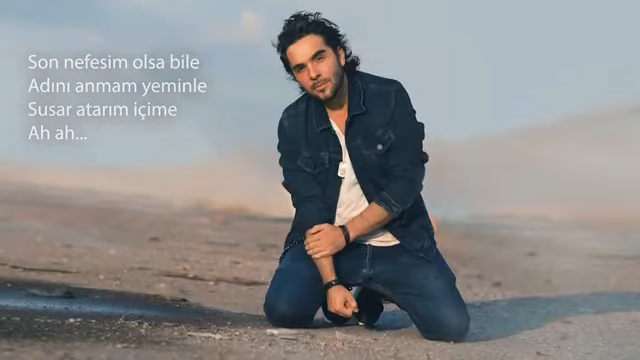 Son nefesim olsa bile
Adını anmam yeminle
Susar atarım içime
Ah ah...